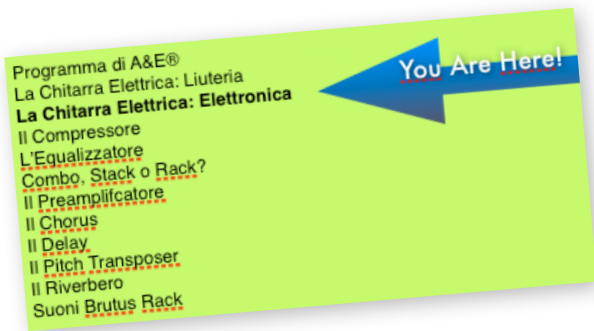 Programma di A&E®
La Chitarra Elettrica: Liuteria
La Chitarra Elettrica: Elettronica
Il Compressore
L'Equalizzatore
Combo, Stack o Rack?
Il Preamplifcatore
Il Chorus
Il Delay
Il Pitch Transposer
Il Riverbero
Suoni Brutus Rack
You Are Here!